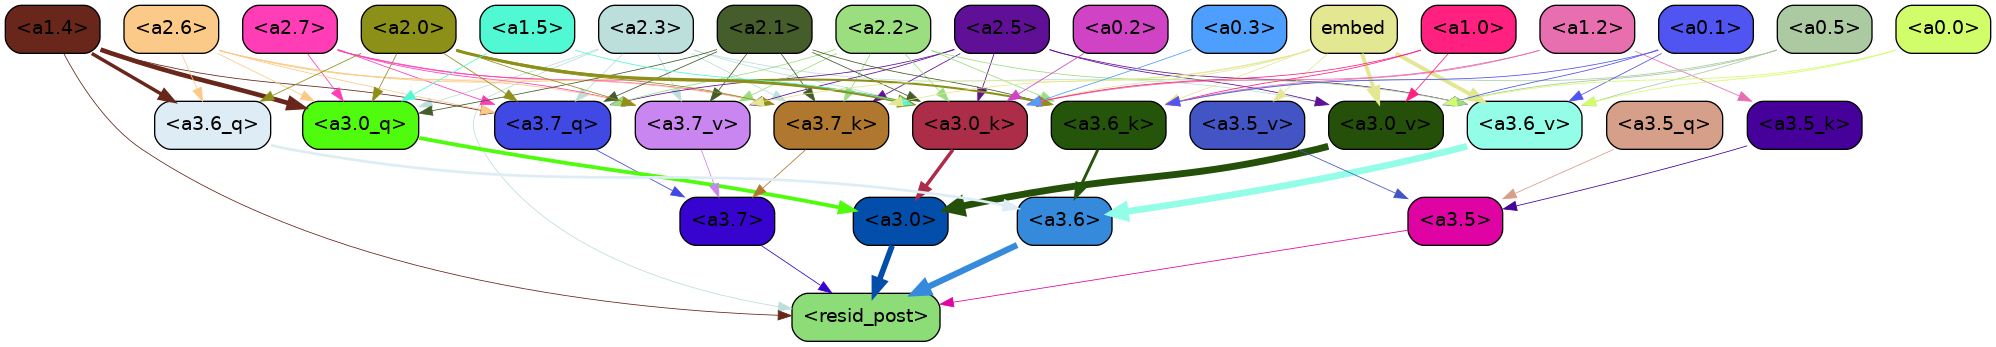 <a1.4> <a2.6> <a2.7> <a2.0> <a1.5> <a2.3> <a2.1> <a2.2> <a2.5> <a0.2> <a0.3> embed <a1.0> <a1.2> <a0.1> <a0.5> <a0.0>
<a3.6_q> <a3.0_q> <a3.7_q> <a3.7_v> <a3.7_k> <a3.0_k> <a3.6_k> <a3.5_v> <a3.0_v> <a3.6_v> <a3.5_q> <a3.5_k>
<a3.7> <a3.0> <a3.6> <a3.5>
<resid_post>